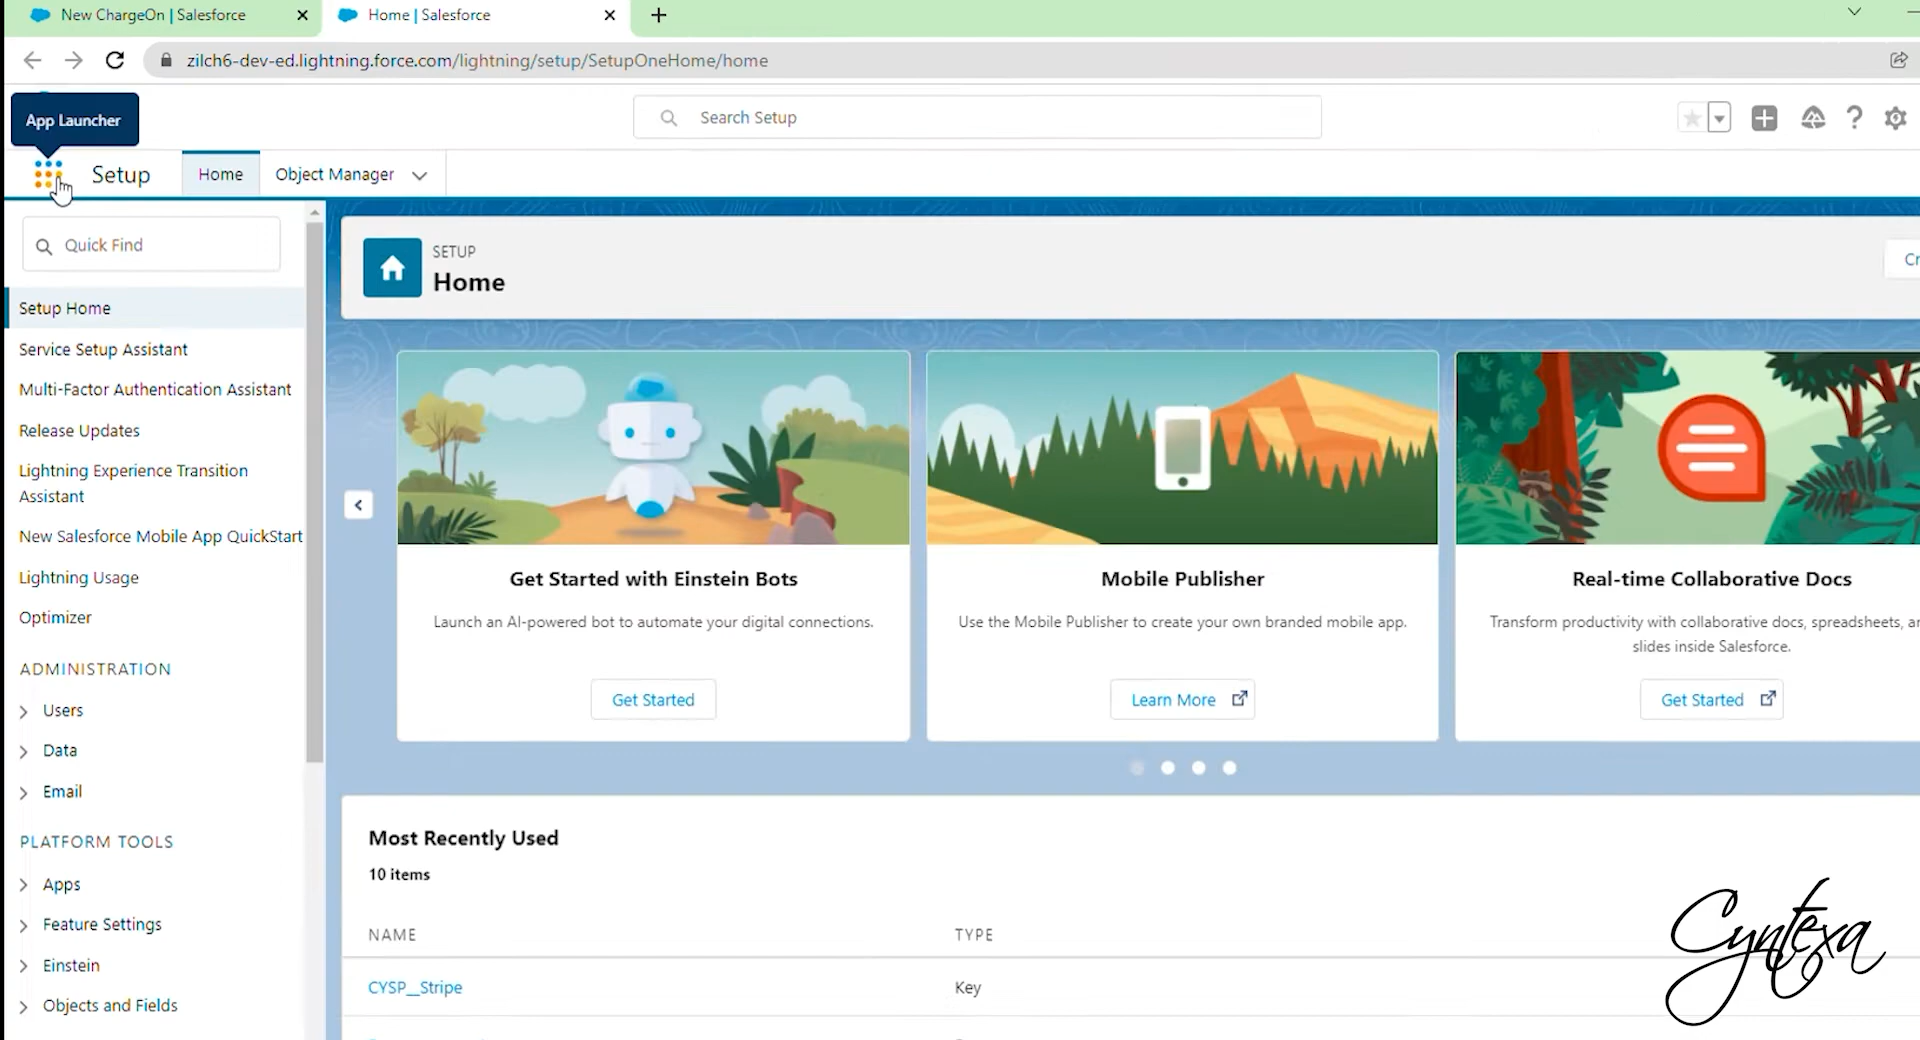 New ChargeOn | Salesforce
Home | Salesforce
zilch6-dev-ed.lightning.force.com/lightning/setup/SetupOneHome/home
App Launcher
Search Setup
Setup
Home
Object Manager
Quick Find
Setup Home
Service Setup Assistant
Multi-Factor Authentication Assistant
Release Updates
Lightning Experience Transition
Assistant
New Salesforce Mobile App QuickStart
Lightning Usage
Optimizer
ADMINISTRATION
Users
Data
Email
PLATFORM TOOLS
Apps
Feature Settings
Einstein
Objects and Fields
SETUP
Home
Get Started with Einstein Bots
Launch an AI-powered bot to automate your digital connections.
Get Started
Mobile Publisher
Use the Mobile Publisher to create your own branded mobile app.
Learn More
Real-time Collaborative Docs
Transform productivity with collaborative docs, spreadsheets,
slides inside Salesforce.
Get Started
Most Recently Used
10 items
NAME TYPE
CYSP__Stripe Key
Cyntexa